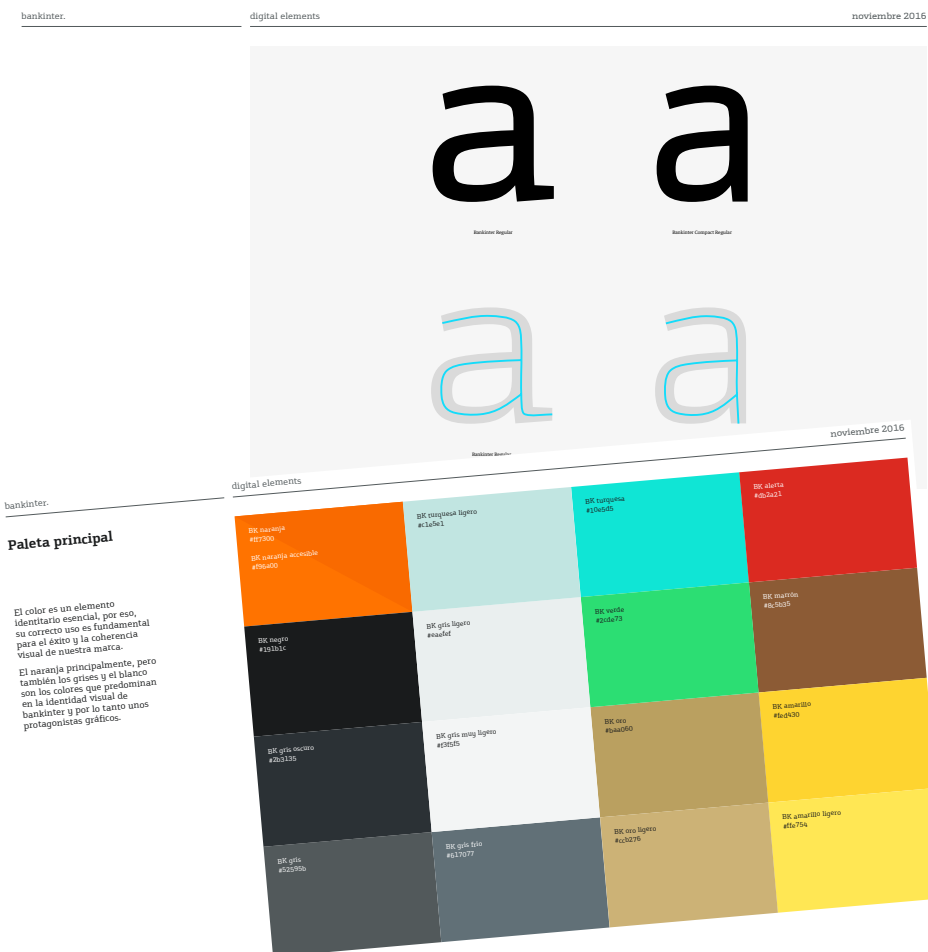 bankinter.
digital elements
noviembre 2016
a
a
Bankinter Regular
Bankinter Compact Regular
a
a
Bankinter Regular
noviembre 2016
digital elements
bankinter.
Paleta principal
El color es un elemento
identitario esencial, por eso,
su correcto uso es fundamental
para el éxito y la coherencia
visual de nuestra marca.
El naranja principalmente, pero
también los grises y el blanco
son los colores que predominan
en la identidad visual de
bankinter y por lo tanto unos
protagonistas gráficos.
BK naranja
#ff7300
BK naranja accesible
#f96a00
BK turquesa ligero
#c1e5e1
BK turquesa
#10e5d5
BK alerta
#db2a21
BK negro
#191b1c
BK gris ligero
#eaefef
BK verde
#2cde73
BK marrón
#8c5b35
BK gris oscuro
#2b3135
BK gris muy ligero
#f3f5f5
BK oro
#baa060
BK amarillo
#fed430
BK gris
#52595b
BK gris frío
#617077
BK oro ligero
#ccb276
BK amarillo ligero
#ffe754